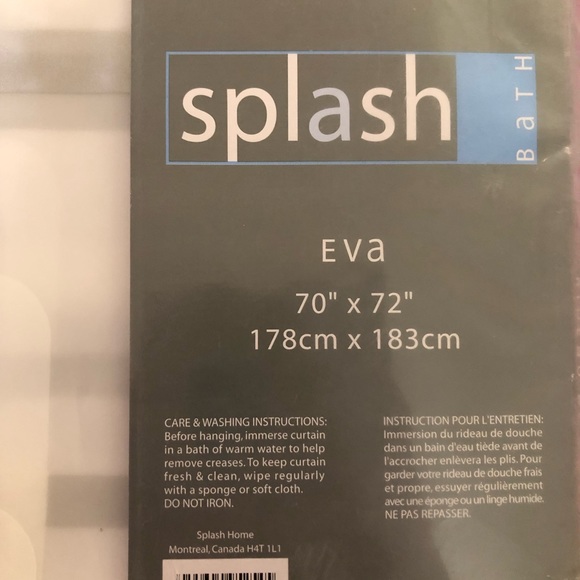 splash BaTH
Eva
70" x 72"
178cm x 183cm
CARE & WASHING INSTRUCTIONS:
Before hanging, immerse curtain
in a bath of warm water to help
remove creases. To keep curtain
fresh & clean, wipe regularly
with a sponge or soft cloth.
DO NOT IRON.
INSTRUCTION POUR L'ENTRETIEN:
Immersion du rideau de douche
dans un bain d'eau tiède avant de
l'accrocher enlèvera les plis. Pour
garder votre rideau de douche frais
et propre, essuyer régulièrement
avec une éponge ou un linge humide.
NE PAS REPASSER.
Splash Home
Montreal, Canada H4T 1L1